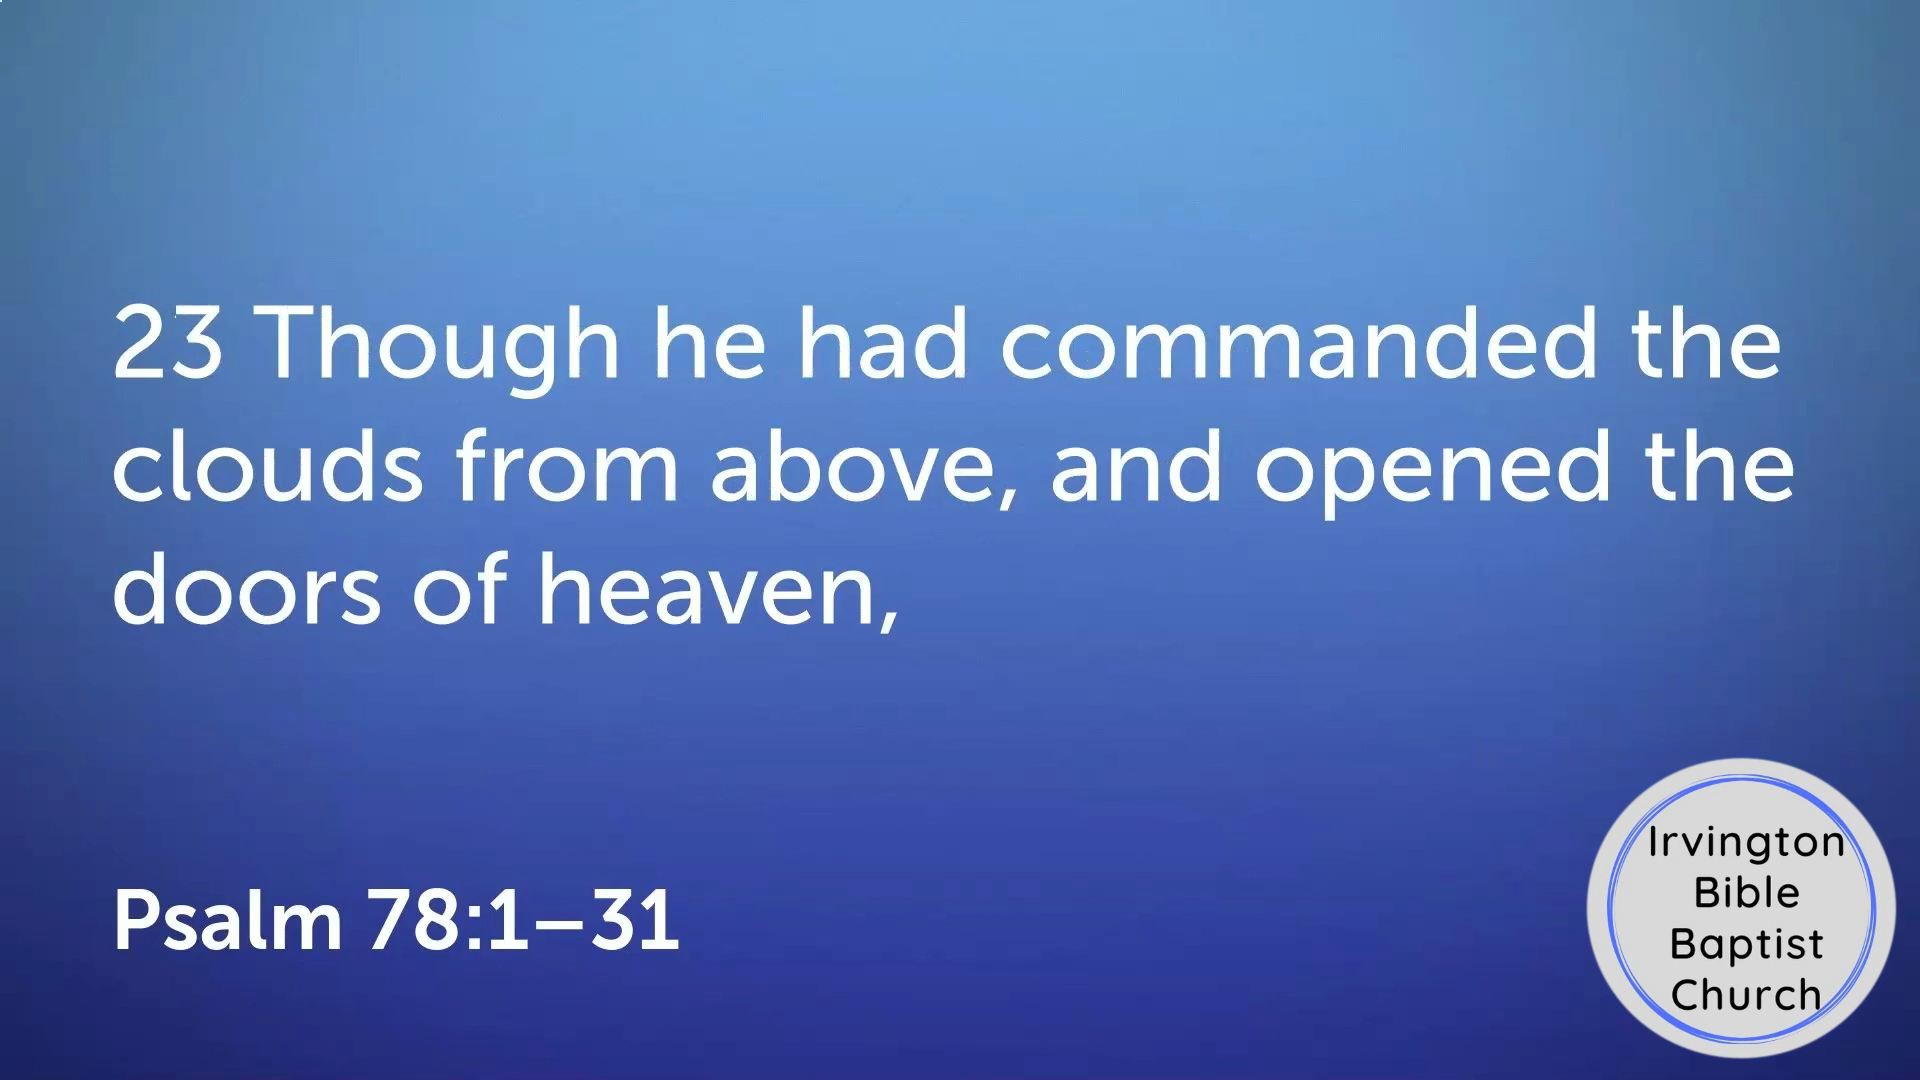 23 Though he had commanded the
clouds from above, and opened the
doors of heaven,
Psalm 78:1–31
Irvington
Bible
Baptist
Church